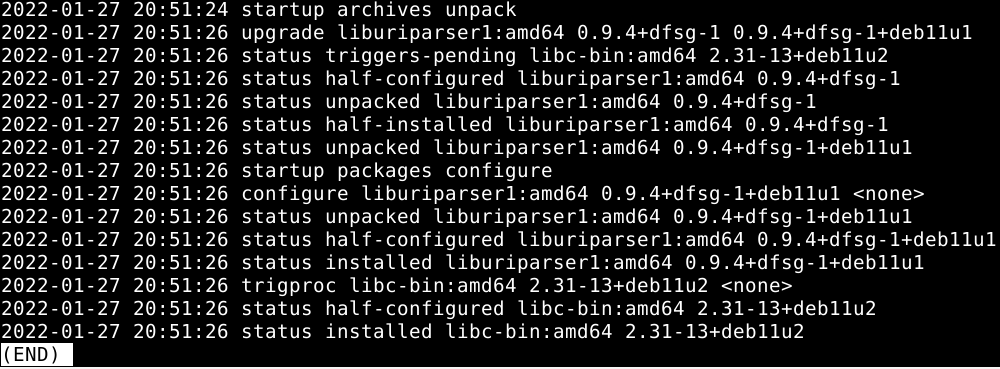 2022-01-27 20:51:24 startup archives unpack
2022-01-27 20:51:26 upgrade liburiparser1:amd64 0.9.4+dfsg-1 0.9.4+dfsg-1+deb11u1
2022-01-27 20:51:26 status triggers-pending libc-bin:amd64 2.31-13+deb11u2
2022-01-27 20:51:26 status half-configured liburiparser1:amd64 0.9.4+dfsg-1
2022-01-27 20:51:26 status unpacked liburiparser1:amd64 0.9.4+dfsg-1
2022-01-27 20:51:26 status half-installed liburiparser1:amd64 0.9.4+dfsg-1
2022-01-27 20:51:26 status unpacked liburiparser1:amd64 0.9.4+dfsg-1+deb11u1
2022-01-27 20:51:26 startup packages configure
2022-01-27 20:51:26 configure liburiparser1:amd64 0.9.4+dfsg-1+deb11u1 <none>
2022-01-27 20:51:26 status unpacked liburiparser1:amd64 0.9.4+dfsg-1+deb11u1
2022-01-27 20:51:26 status half-configured liburiparser1:amd64 0.9.4+dfsg-1+deb11u1
2022-01-27 20:51:26 status installed liburiparser1:amd64 0.9.4+dfsg-1+deb11u1
2022-01-27 20:51:26 trigproc libc-bin:amd64 2.31-13+deb11u2 <none>
2022-01-27 20:51:26 status half-configured libc-bin:amd64 2.31-13+deb11u2
2022-01-27 20:51:26 status installed libc-bin:amd64 2.31-13+deb11u2
(END)